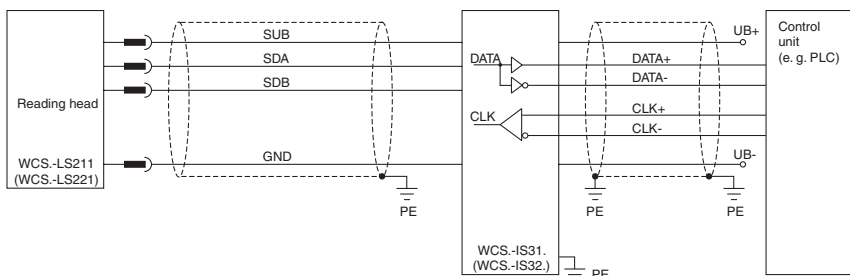 Reading head
WCS.-LS211
(WCS.-LS221)
SUB
SDA
SDB
GND
PE
DATA
CLK
WCS.-IS31.
(WCS.-IS32.)
PE
UB+
DATA+
DATA-
CLK+
CLK-
UB-
PE
PE
Control
unit
(e. g. PLC)